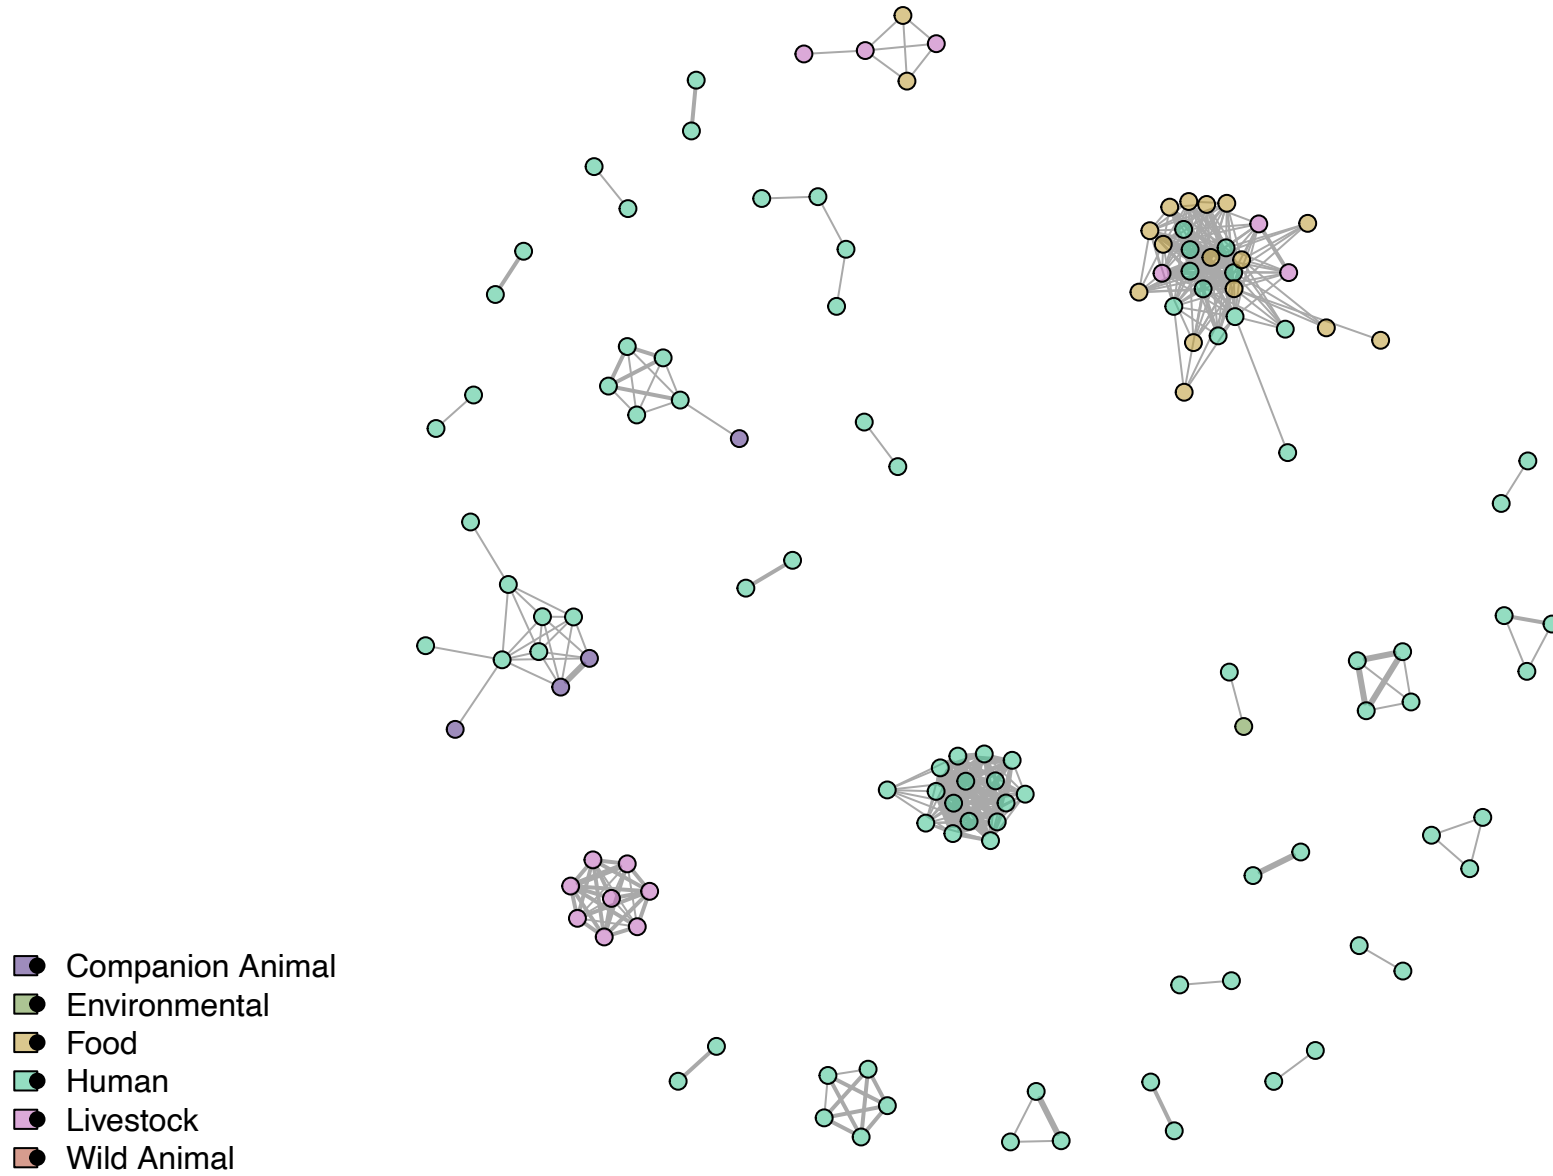 Companion Animal
Environmental
Food
Human
Livestock
Wild Animal